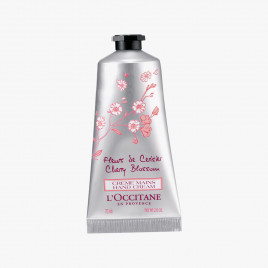 Fleurs de Cerisier
Cherry Blossom
CRÈME MAINS
HAND CREAM
L'OCCITANE
EN PROVENCE